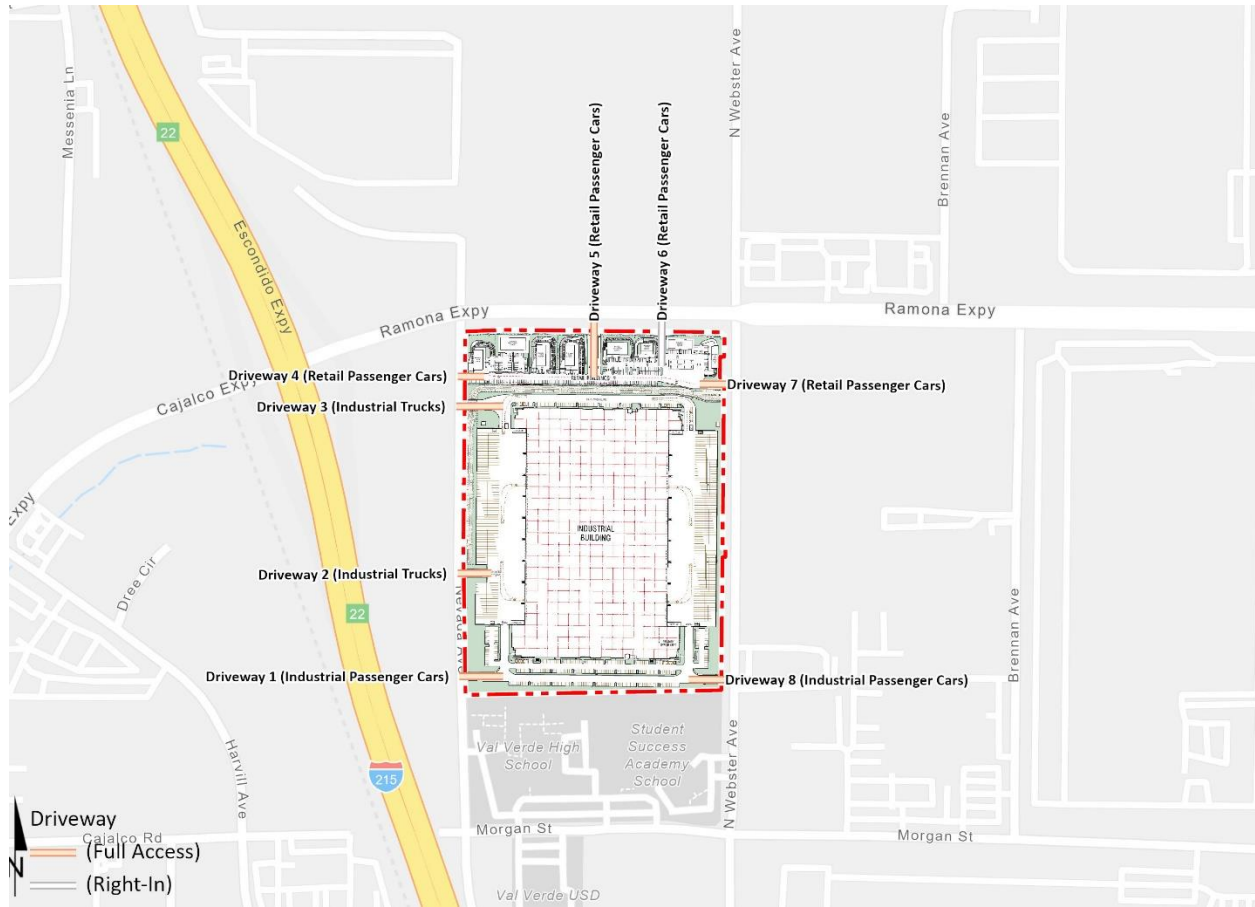 Messenia Ln
22
Escondido Expy
Driveway 5 (Retail Passenger Cars)
Driveway 6 (Retail Passenger Cars)
N Webster Ave
Brennan Ave
Ramona Expy
Ramona Expy
Cajalco Expy
Expy
Driveway 4 (Retail Passenger Cars)
Driveway 7 (Retail Passenger Cars)
Driveway 3 (Industrial Trucks)
INDUSTRIAL
BUILDING
Dree Cir
Driveway 2 (Industrial Trucks)
22
Nevada Ave
Brennan Ave
Driveway 1 (Industrial Passenger Cars)
Driveway 8 (Industrial Passenger Cars)
Harvill Ave
215
Val Verde High
School
Student
Success
Academy
School
N Webster Ave
Morgan St
Morgan St
Val Verde USD
Driveway
Cajalco Rd
(Full Access)
N
(Right-In)